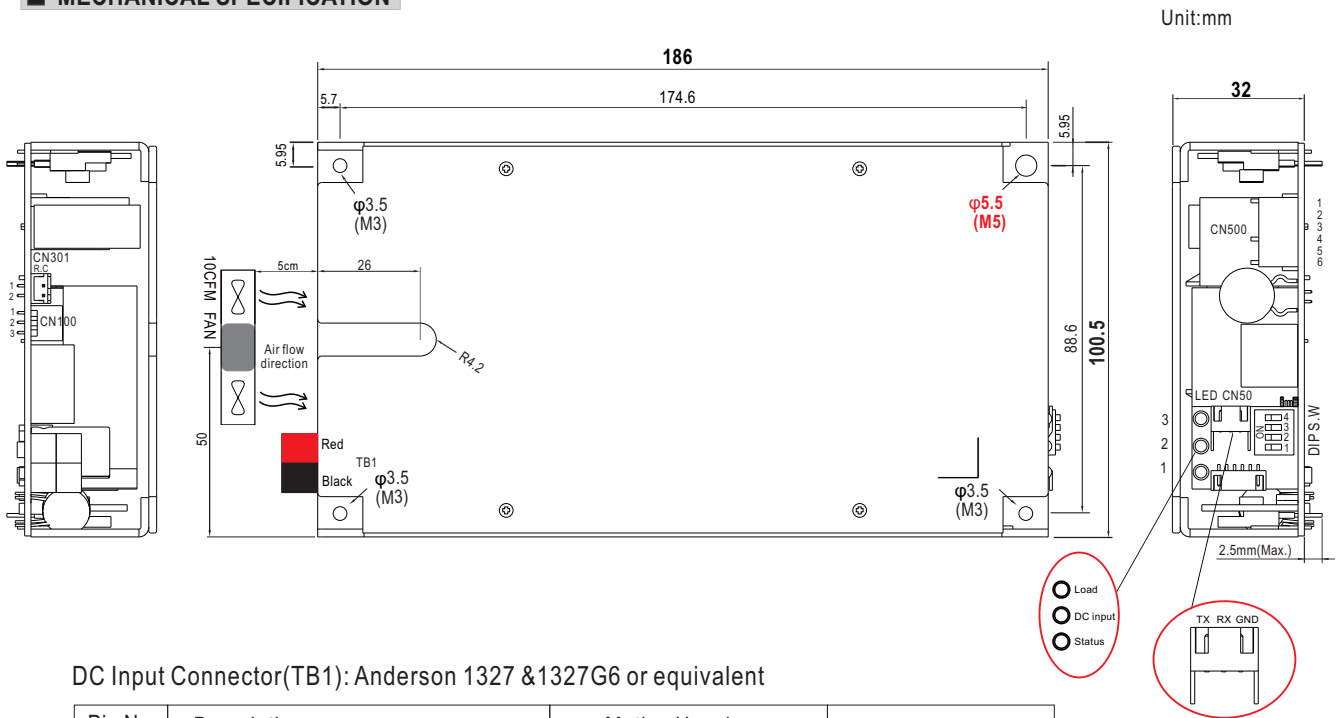 MECHANICAL SPECIFICATION
Unit:mm
186
5.7
174.6
5.95
5.95
φ3.5
(M3)
φ5.5
(M5)
10CFM FAN
5cm
26
Air flow
direction
R4.2
88.6
100.5
50
Red
Black
TB1
φ3.5
(M3)
φ3.5
(M3)
CN301
R.C
1
2
CN100
1
2
3
32
CN500
1
2
3
4
5
6
LED CN50
3
2
1
ON
4
3
2
1
DIP S.W
2.5mm(Max.)
Load
DC input
Status
TX RX GND
DC Input Connector(TB1): Anderson 1327 &1327G6 or equivalent